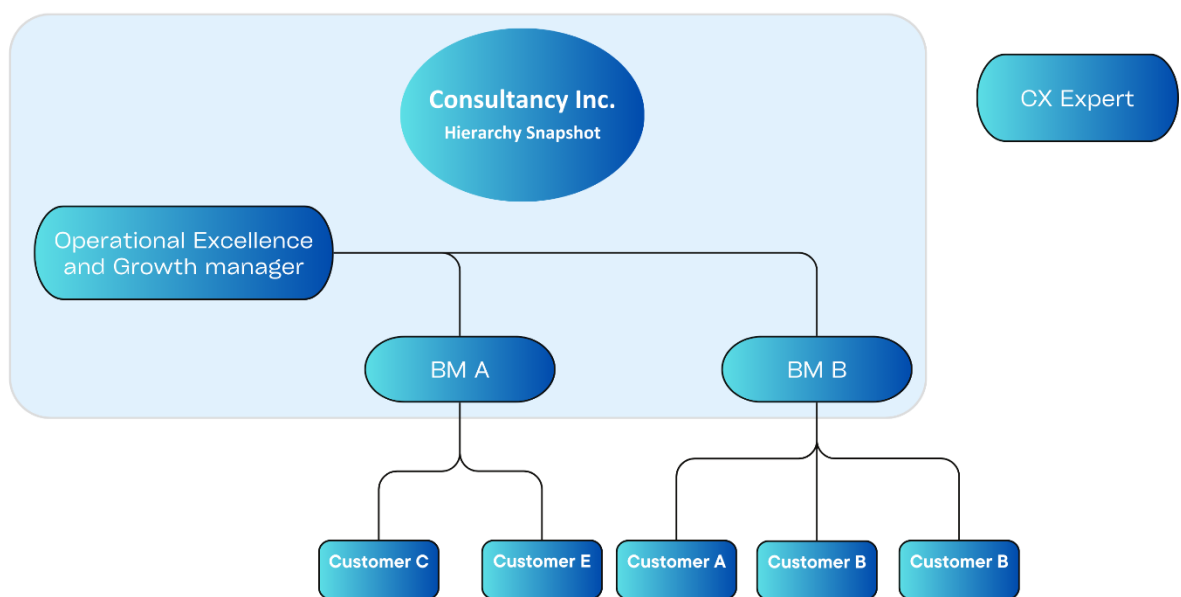 Consultancy Inc.
Hierarchy Snapshot
CX Expert
Operational Excellence
and Growth manager
BM A
BM B
Customer C
Customer E
Customer A
Customer B
Customer B